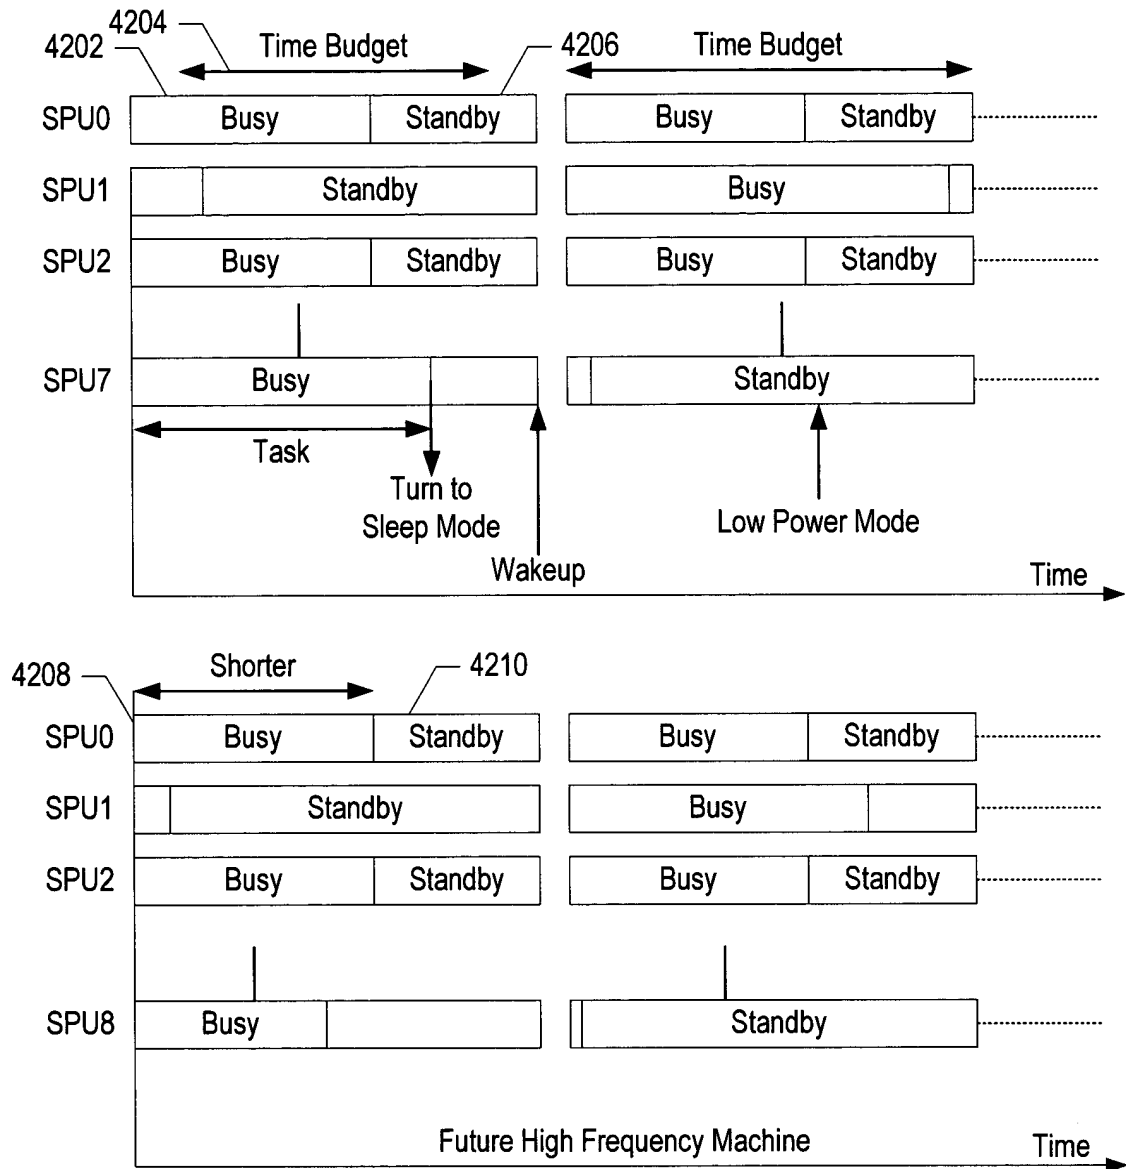 4204
4202
Time Budget
4206
Time Budget
SPU0
Busy
Standby
Busy
Standby
SPU1
Standby
Busy
SPU2
Busy
Standby
Busy
Standby
SPU7
Busy
Standby
Task
Turn to
Sleep Mode
Low Power Mode
Wakeup
Time
4208
Shorter
4210
SPU0
Busy
Standby
Busy
Standby
SPU1
Standby
Busy
SPU2
Busy
Standby
Busy
Standby
SPU8
Busy
Standby
Future High Frequency Machine
Time